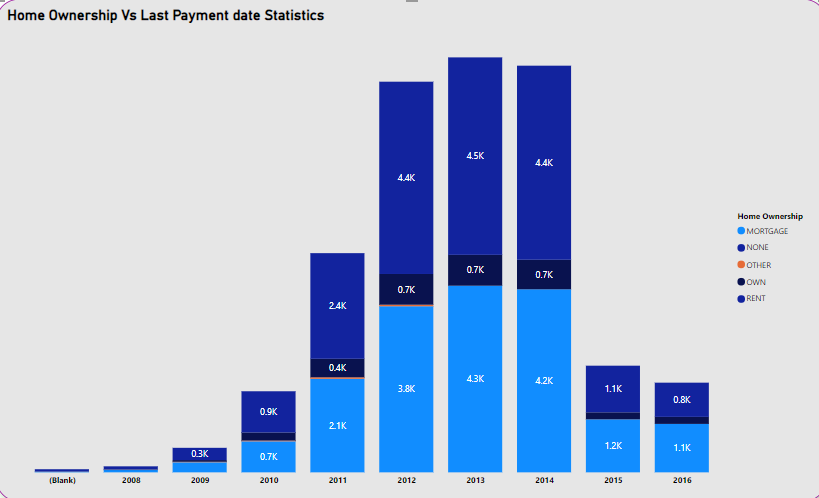 Home Ownership Vs Last Payment date Statistics
4.5K
4.4K
4.4K
0.7K
0.7K
0.7K
2.4K
0.4K
4.3K
4.2K
3.8K
2.1K
0.9K
0.7K
0.3K
1.1K
1.2K
0.8K
1.1K
(Blank)
2008
2009
2010
2011
2012
2013
2014
2015
2016
Home Ownership
MORTGAGE
NONE
OTHER
OWN
RENT